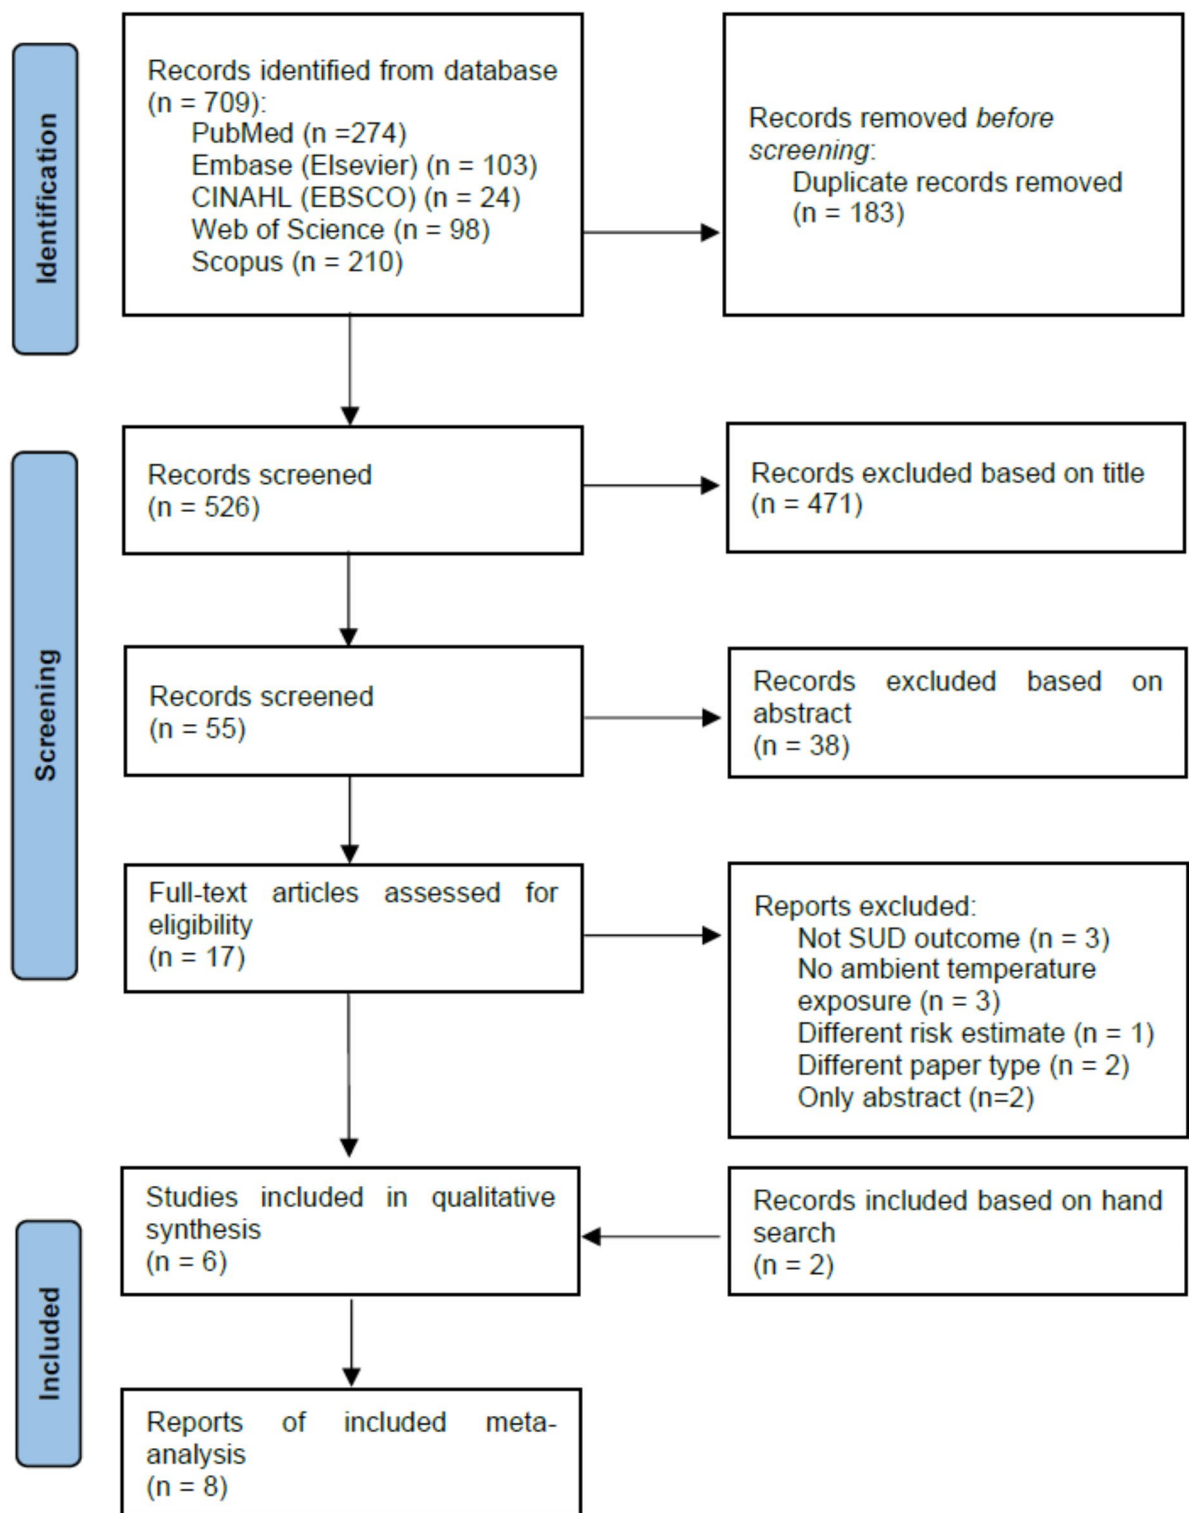 Identification
Records identified from database
(n = 709):
PubMed (n =274)
Embase (Elsevier) (n = 103)
CINAHL (EBSCO) (n = 24)
Web of Science (n = 98)
Scopus (n = 210)
Records removed before
screening:
Duplicate records removed
(n = 183)
Screening
Records screened
(n = 526)
Records excluded based on title
(n = 471)
Records screened
(n = 55)
Records excluded based on
abstract
(n = 38)
Full-text articles assessed for
eligibility
(n = 17)
Reports excluded:
Not SUD outcome (n = 3)
No ambient temperature
exposure (n = 3)
Different risk estimate (n = 1)
Different paper type (n = 2)
Only abstract (n=2)
Included
Studies included in qualitative
synthesis
(n = 6)
Records included based on hand
search
(n = 2)
Reports of included meta-
analysis
(n = 8)